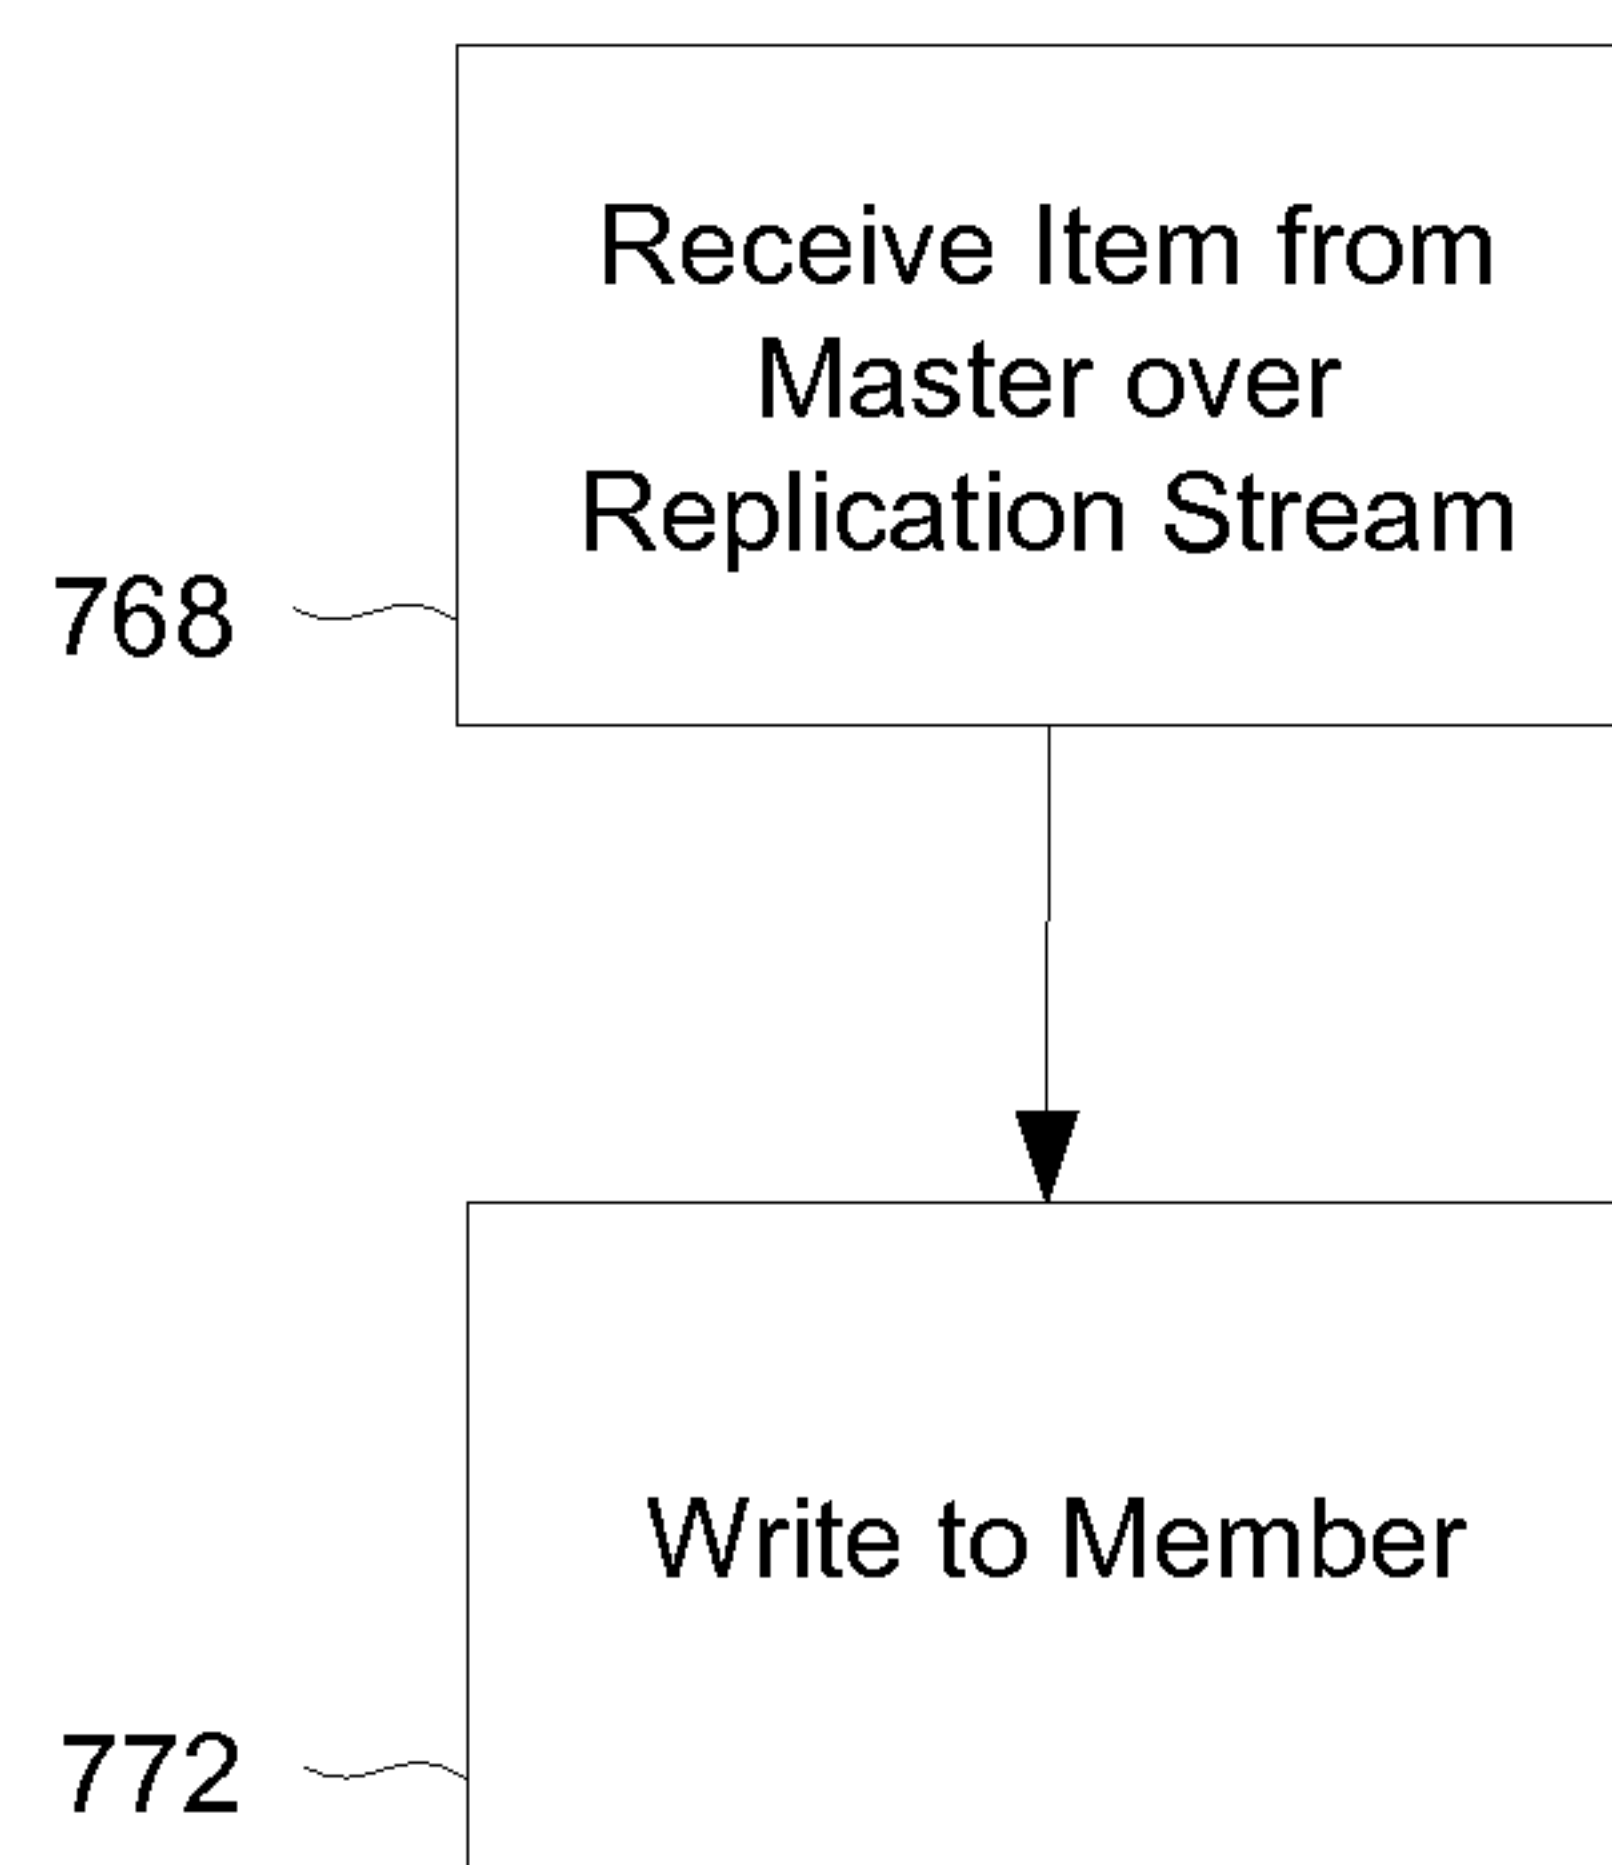 Receive Item from
Master over
Replication Stream
768
Write to Member
772